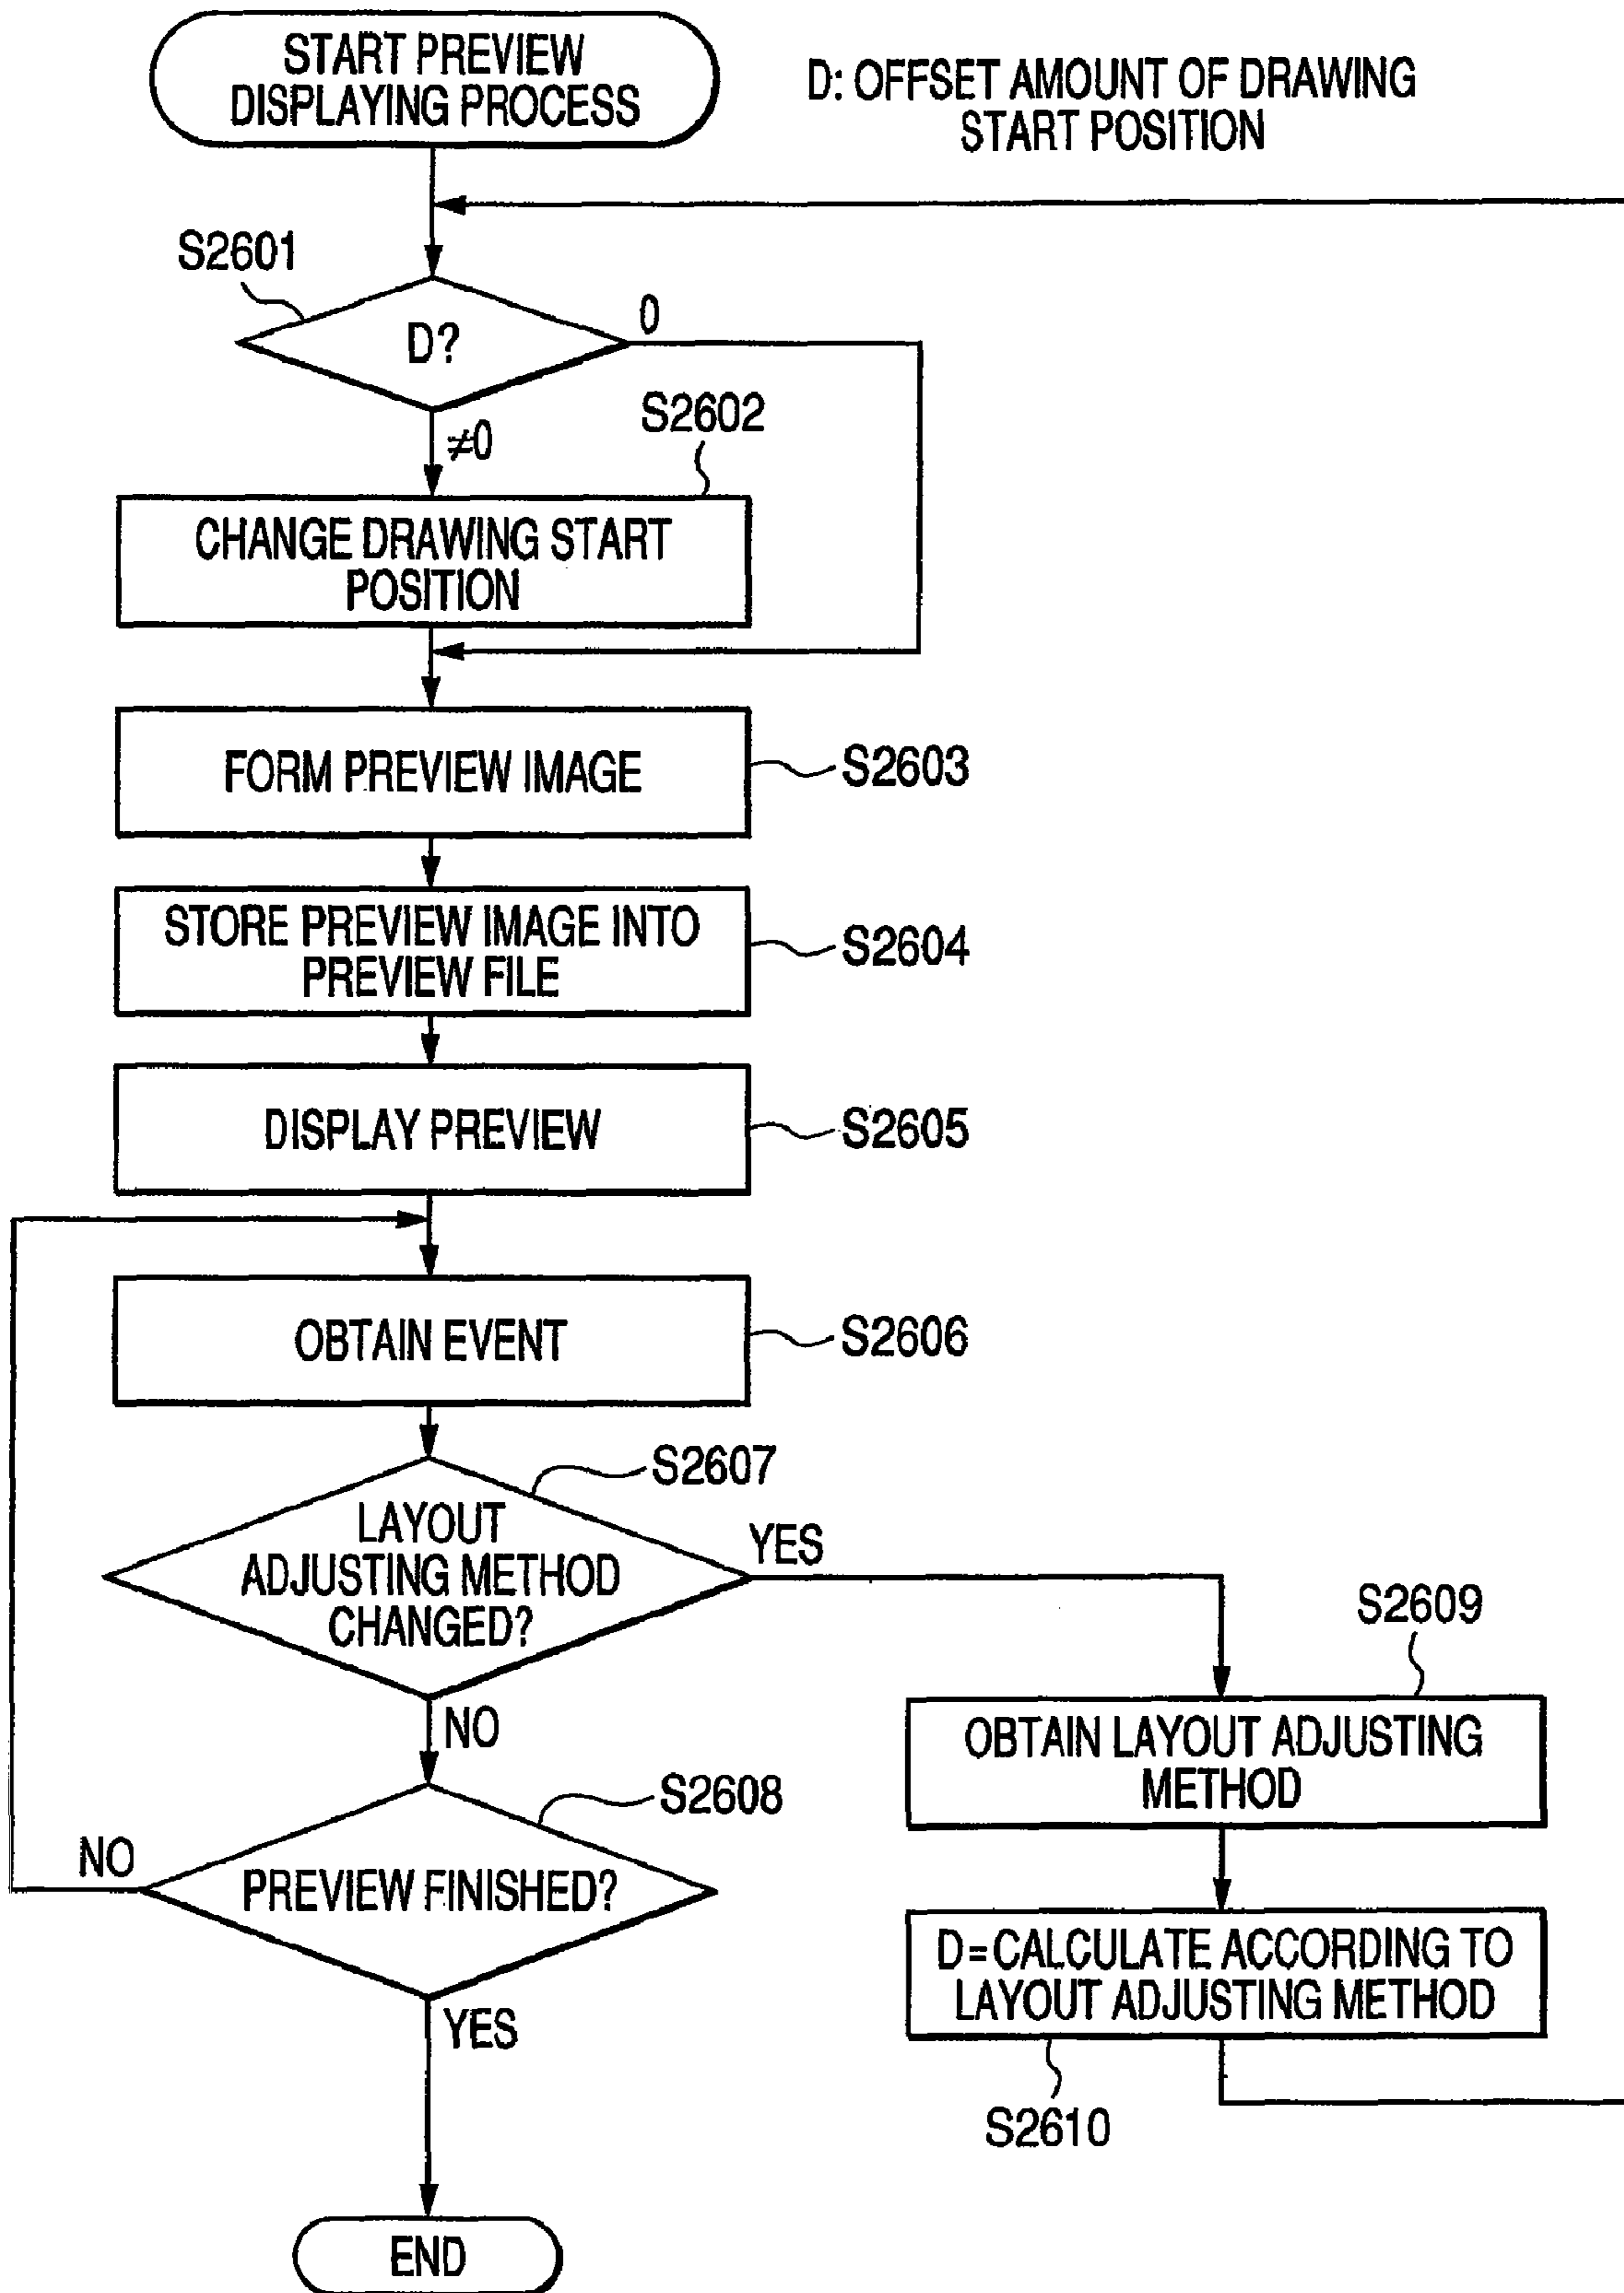 START PREVIEW
DISPLAYING PROCESS
D: OFFSET AMOUNT OF DRAWING
START POSITION
S2601
D?
0
≠0
S2602
CHANGE DRAWING START
POSITION
FORM PREVIEW IMAGE
S2603
STORE PREVIEW IMAGE INTO
PREVIEW FILE
S2604
DISPLAY PREVIEW
S2605
OBTAIN EVENT
S2606
S2607
LAYOUT
ADJUSTING METHOD
CHANGED?
YES
NO
S2608
PREVIEW FINISHED?
NO
YES
END
S2609
OBTAIN LAYOUT ADJUSTING
METHOD
D=CALCULATE ACCORDING TO
LAYOUT ADJUSTING METHOD
S2610